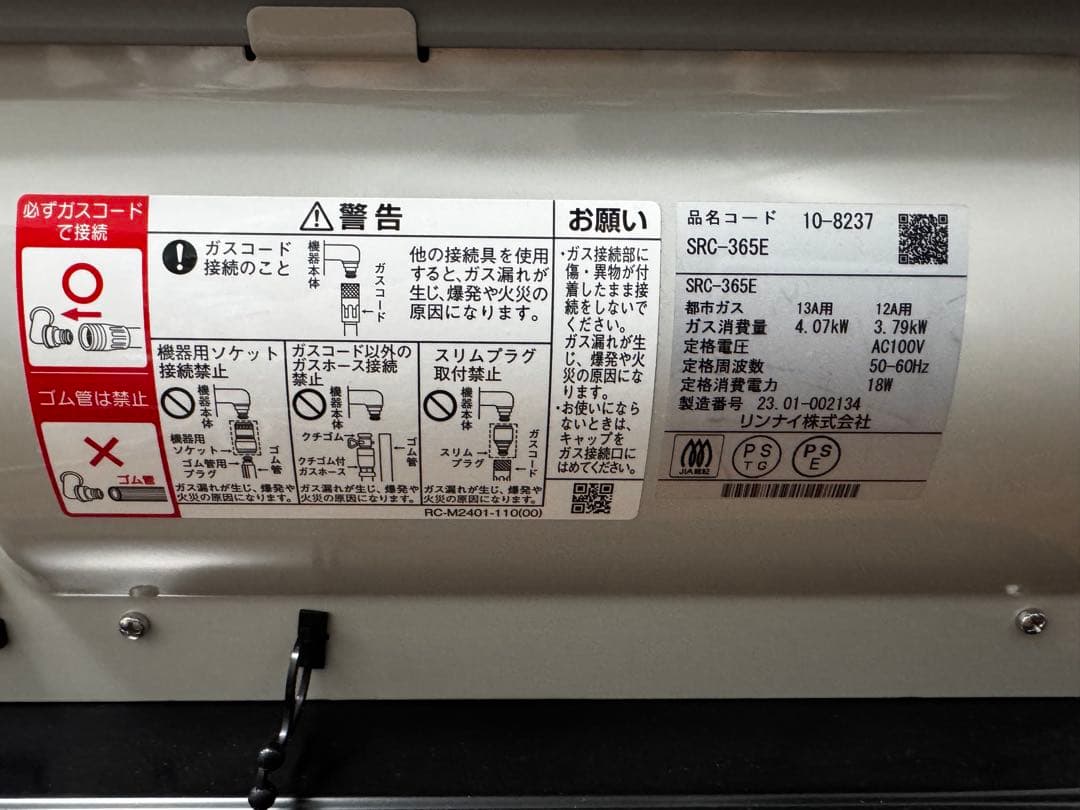 必ずガスコード
で接続
ゴム管は禁止
ゴム管
警告
ガスコード
接続のこと
機器本体
ガスコード
他の接続具を使用
すると、ガス漏れが
生じ、爆発や火災の
原因になります。
機器用ソケット
接続禁止
機器本体
機器用
ソケット
ゴム管用
プラグ
ゴム管
ガス漏れが生じ、爆発や
火災の原因になります。
ガスコード以外の
ガスホース接続
禁止
機器本体
クチゴム
クチゴム付
ガスホース
ゴム管
ガス漏れが生じ、爆発や
火災の原因になります。
スリムプラグ
取付禁止
機器本体
スリム
プラグ
ガスコード
ガス漏れが生じ、爆発や
火災の原因になります。
RC-M2401-110(00)
お願い
・ガス接続部に
傷・異物が付
着したまま接
続をしないで
ください。
ガス漏れが生
じ、爆発や火
災の原因にな
ります。
・お使いになら
ないときは、
キャップを
ガス接続口に
はめてください。
品名コード 10-8237
SRC-365E
SRC-365E
都市ガス 13A用 12A用
ガス消費量 4.07kW 3.79kW
定格電圧 AC100V
定格周波数 50-60Hz
定格消費電力 18W
製造番号 23.01-002134
リンナイ株式会社
JIA認証
PS
TG
PS
E